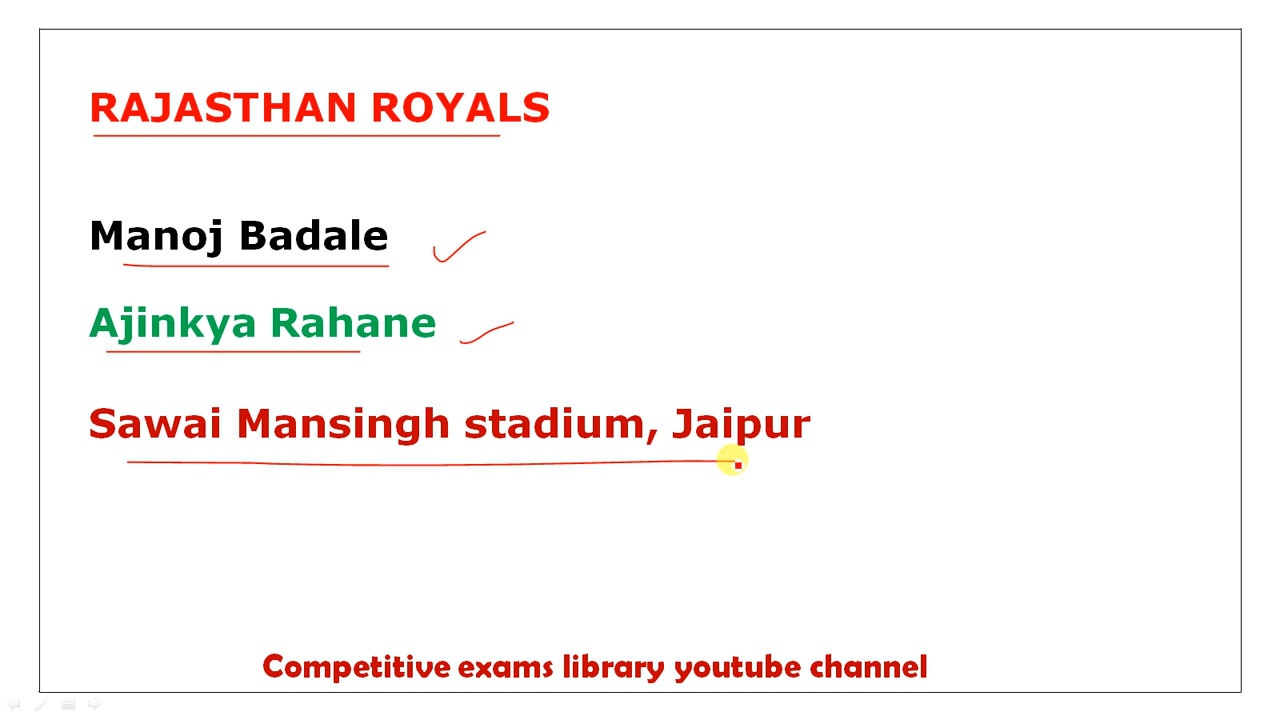 RAJASTHAN ROYALS
Manoj Badale
Ajinkya Rahane
Sawai Mansingh stadium, Jaipur
Competitive exams library youtube channel